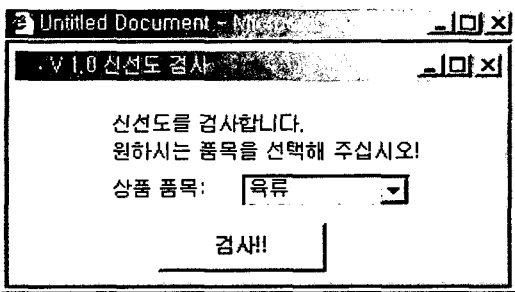 Untitled Document -
V 1.0 신선도 검사
신선도를 검사합니다.
원하시는 품목을 선택해 주십시오!
상품 품목: 육류
검사!!